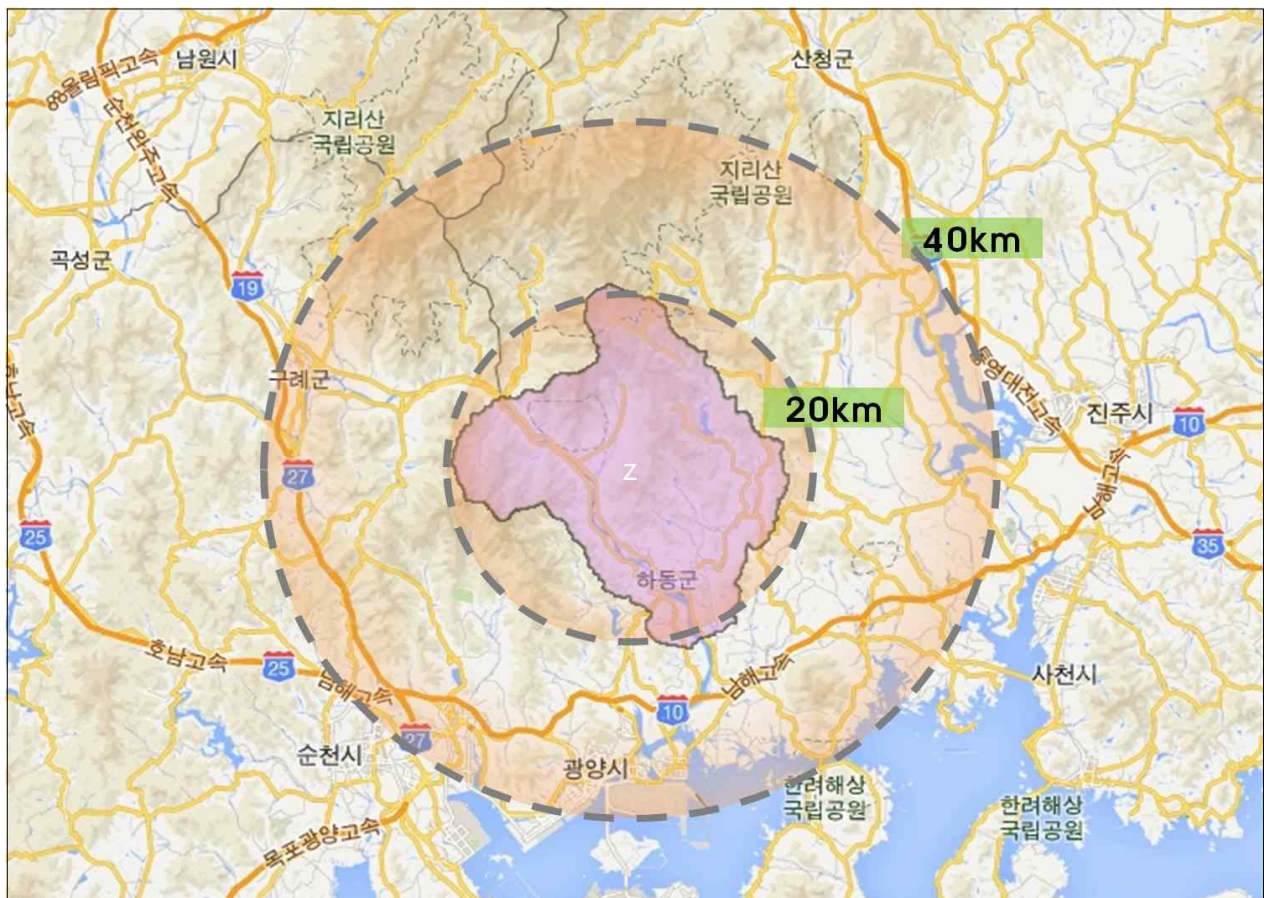 남원시
산청군
88올림픽고속
순천완주고속
지리산
국립공원
지리산
국립공원
40km
곡성군
19
구례군
통영대전고속
20km
진주시
10
27
Z
25
35
하동군
호남고속
25
남해고속
남해고속
사천시
10
27
순천시
광양시
한려해상
국립공원
한려해상
국립공원
목포광양고속